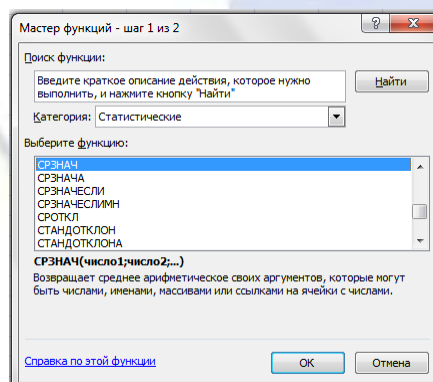 Мастер функций - шаг 1 из 2
Поиск функции:
Введите краткое описание действия, которое нужно
выполнить, и нажмите кнопку "Найти"
Найти
Категория: Статистические
Выберите функцию:
СРЗНАЧ
СРЗНАЧА
СРЗНАЧЕСЛИ
СРЗНАЧЕСЛИМН
СРОТКЛ
СТАНДОТКЛОН
СТАНДОТКЛОНА
СРЗНАЧ(число1;число2;...)
Возвращает среднее арифметическое своих аргументов, которые могут
быть числами, именами, массивами или ссылками на ячейки с числами.
Справка по этой функции
ОК
Отмена